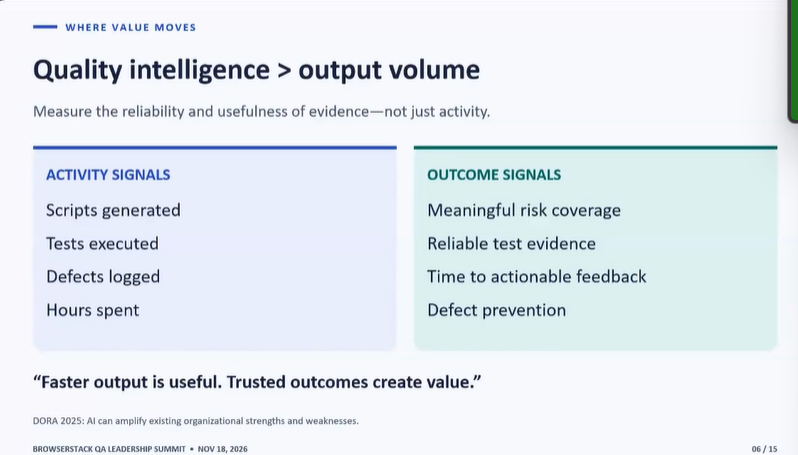 WHERE VALUE MOVES
Quality intelligence > output volume
Measure the reliability and usefulness of evidence—not just activity.
ACTIVITY SIGNALS
Scripts generated
Tests executed
Defects logged
Hours spent
OUTCOME SIGNALS
Meaningful risk coverage
Reliable test evidence
Time to actionable feedback
Defect prevention
“Faster output is useful. Trusted outcomes create value.”
DORA 2025: AI can amplify existing organizational strengths and weaknesses.
BROWSERSTACK QA LEADERSHIP SUMMIT • NOV 18, 2026
06 / 15